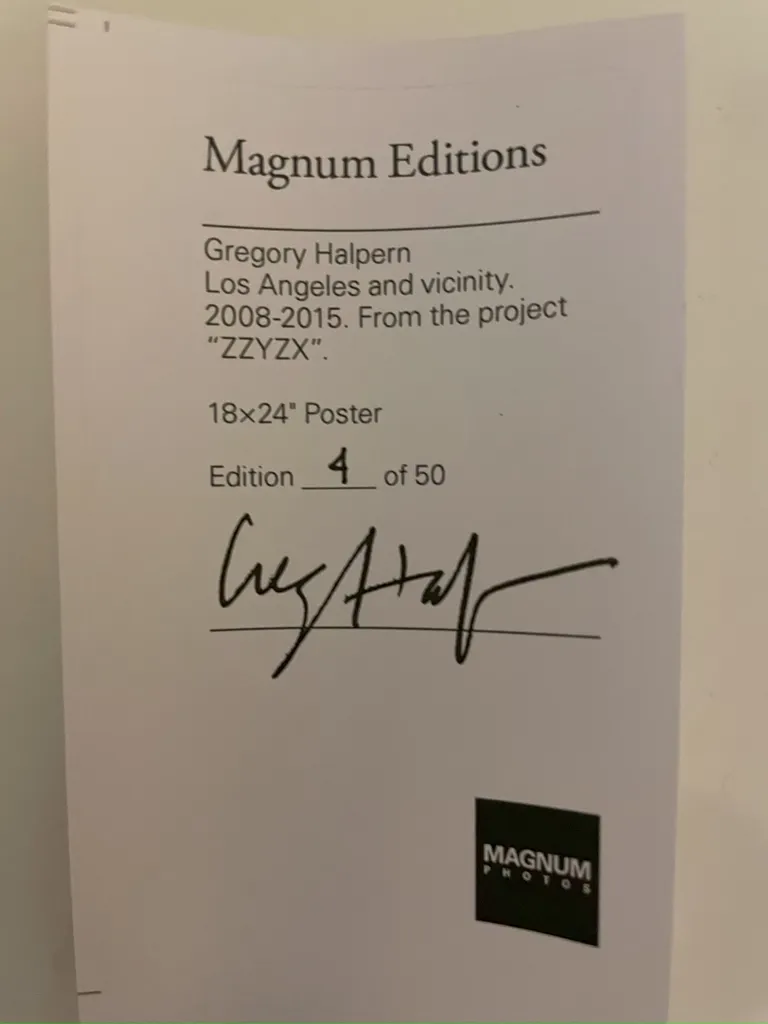 Magnum Editions
Gregory Halpern
Los Angeles and vicinity.
2008-2015. From the project
“ZZYZX”.
18×24" Poster
Edition 4 of 50
Greg Halp
MAGNUM
PHOTOS